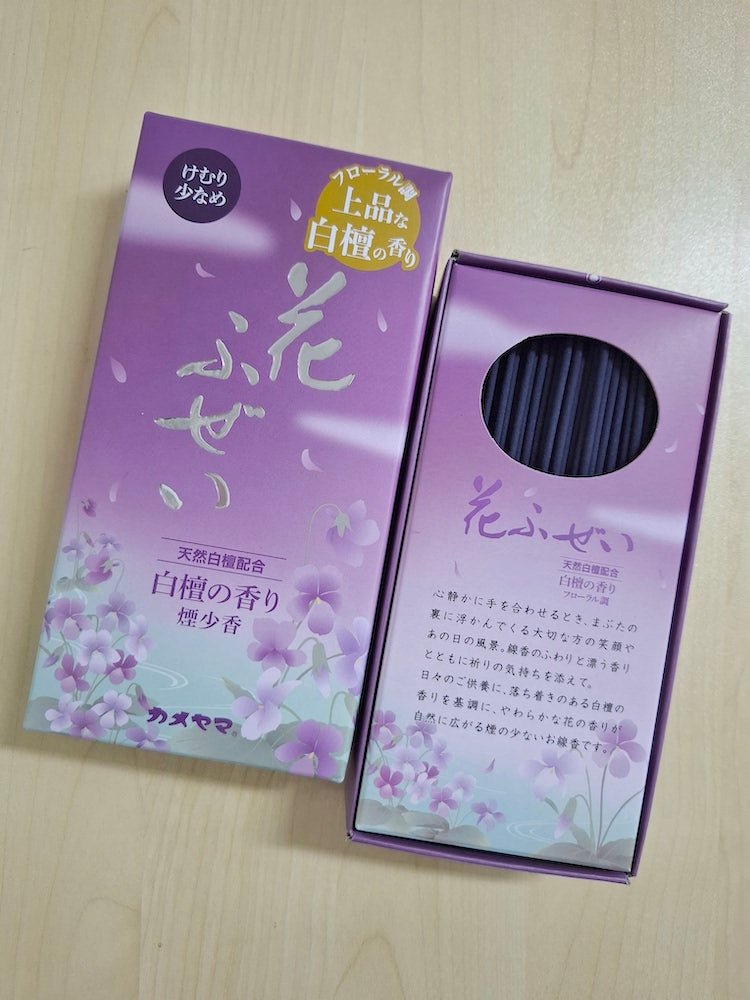 けむり
少なめ
フローラル調
上品な
白檀の香り
花
ふぜい
天然白檀配合
白檀の香り
煙少香
カメヤマ®
花ふぜい
天然白檀配合
白檀の香り
フローラル調
心静かに手を合わせるとき、まぶたの
裏に浮かんでくる大切な方の笑顔や
あの日の風景。線香のふわりと漂う香り
とともに祈りの気持ちを添えて。
日々のご供養に、落ち着きのある白檀の
香りを基調に、やわらかな花の香りが
自然に広がる煙の少ないお線香です。